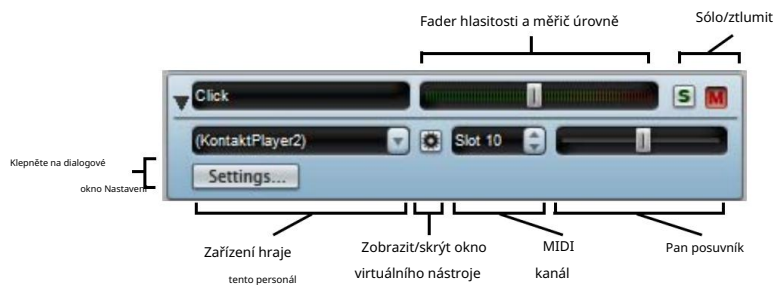 Fader hlasitosti a měřič úrovně
Sólo/ztlumit
Click
S M
(KontaktPlayer2)
Slot 10
Klepněte na dialogové
okno Nastavení
Settings...
Zařízení hraje
tento personál
Zobrazit/skrýt okno
virtuálního nástroje
MIDI
kanál
Pan posuvník